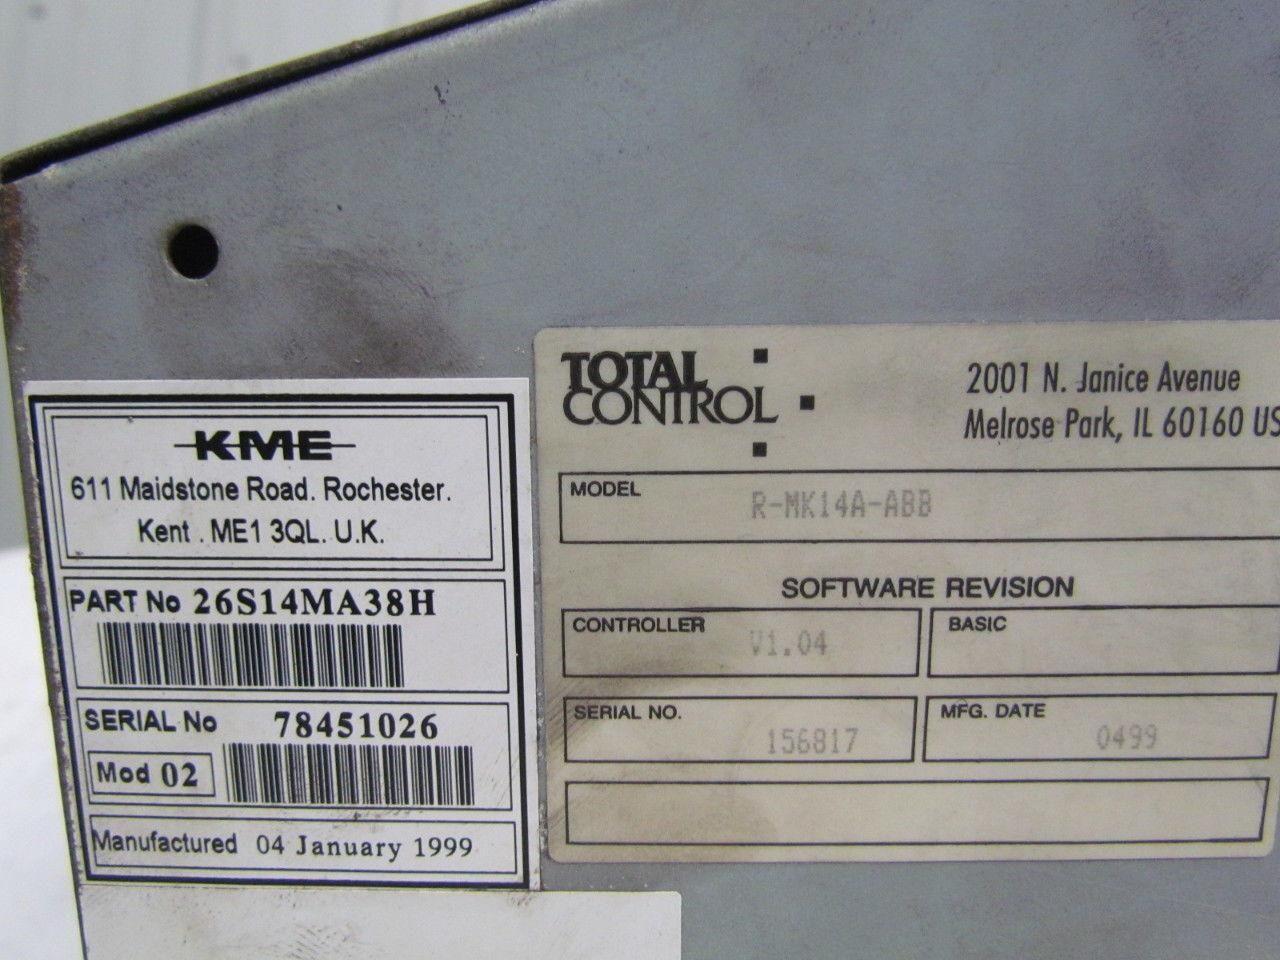 KME
611 Maidstone Road. Rochester.
Kent . ME1 3QL. U.K.
PART No 26S14MA38H
SERIAL No 78451026
Mod 02
Manufactured 04 January 1999
TOTAL
CONTROL
2001 N. Janice Avenue
Melrose Park, IL 60160 US
MODEL R-MK14A-ABB
SOFTWARE REVISION
CONTROLLER V1.04
BASIC
SERIAL NO. 156817
MFG. DATE 0499